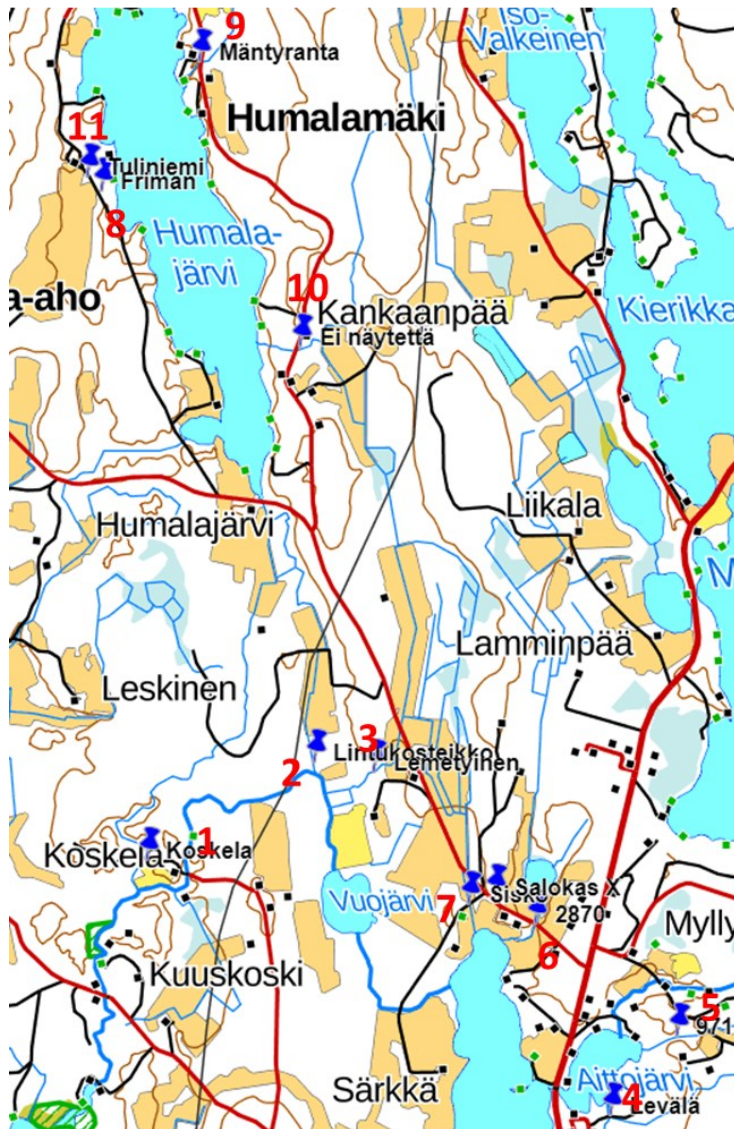 9
Iso-
Valkeinen
Mäntyranta
Humalamäki
11
Tuliniemi
Friman
8
Humala-
järvi
10
a-aho
Kankaanpää
Ei näytettä
Kierikka
Liikala
Humalajärvi
M
Lamminpää
Leskinen
3
Lintukosteikko
Lemetyinen
2
1
Koskela
Koskela
Salokas X
Sisko
Vuojärvi
7
2870
Mylly
6
Kuuskoski
5
971
Särkkä
Aittojärvi
4
Levälä